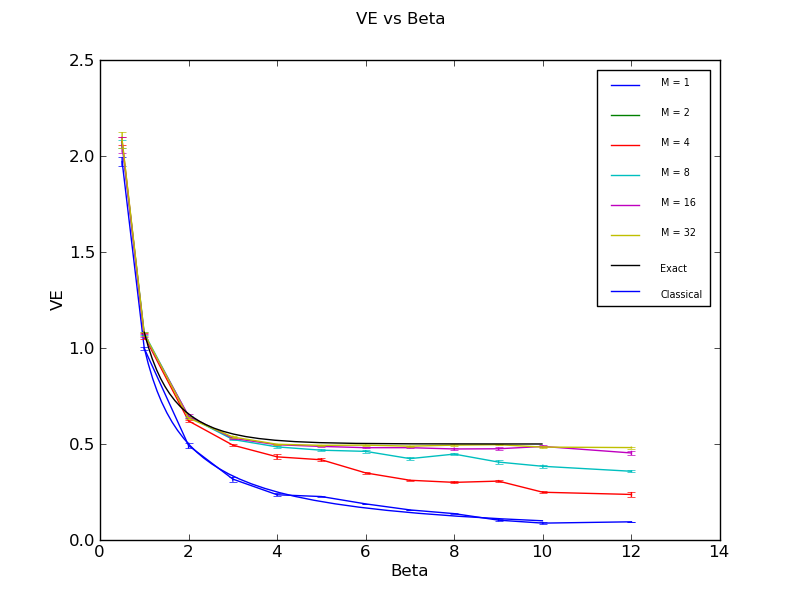 VE vs Beta
2.5
2.0
1.5
1.0
0.5
0.0
VE
0 2 4 6 8 10 12 14
Beta
M = 1
M = 2
M = 4
M = 8
M = 16
M = 32
Exact
Classical